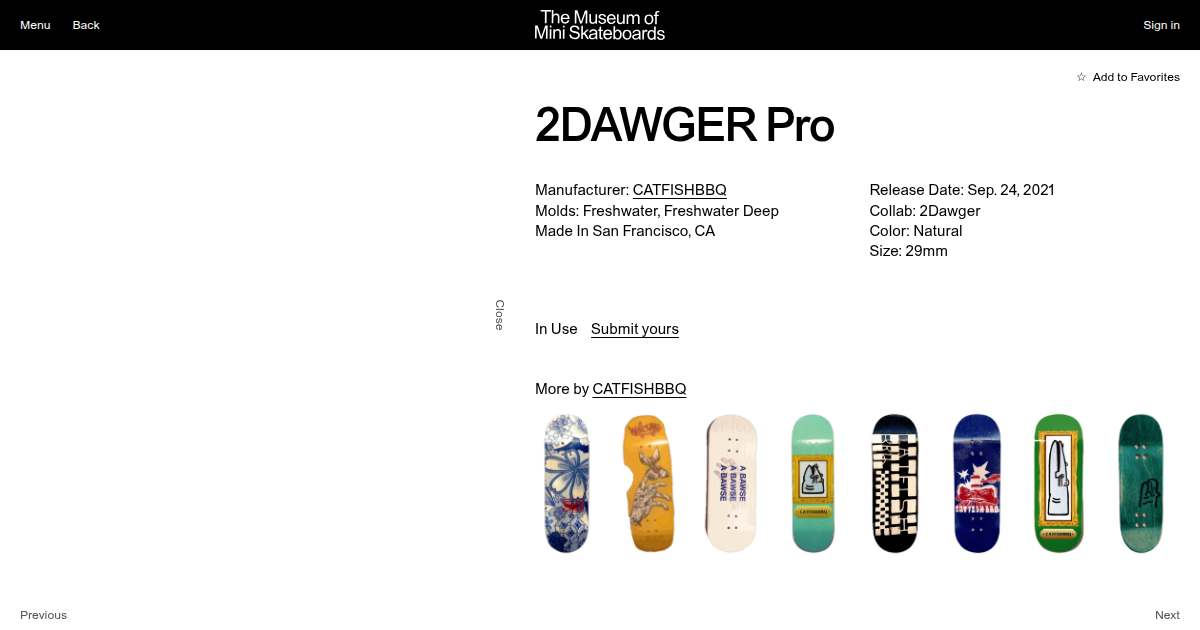 Menu
Back
The Museum of
Mini Skateboards
Sign in
☆ Add to Favorites
2DAWGER Pro
Manufacturer: CATFISHBBQ
Molds: Freshwater, Freshwater Deep
Made In San Francisco, CA
Release Date: Sep. 24, 2021
Collab: 2Dawger
Color: Natural
Size: 29mm
Close
In Use Submit yours
More by CATFISHBBQ
A BAWSE
A BAWSE
A BAWSE
CATFISHBBQ
CATFISHBBQ
Previous
Next